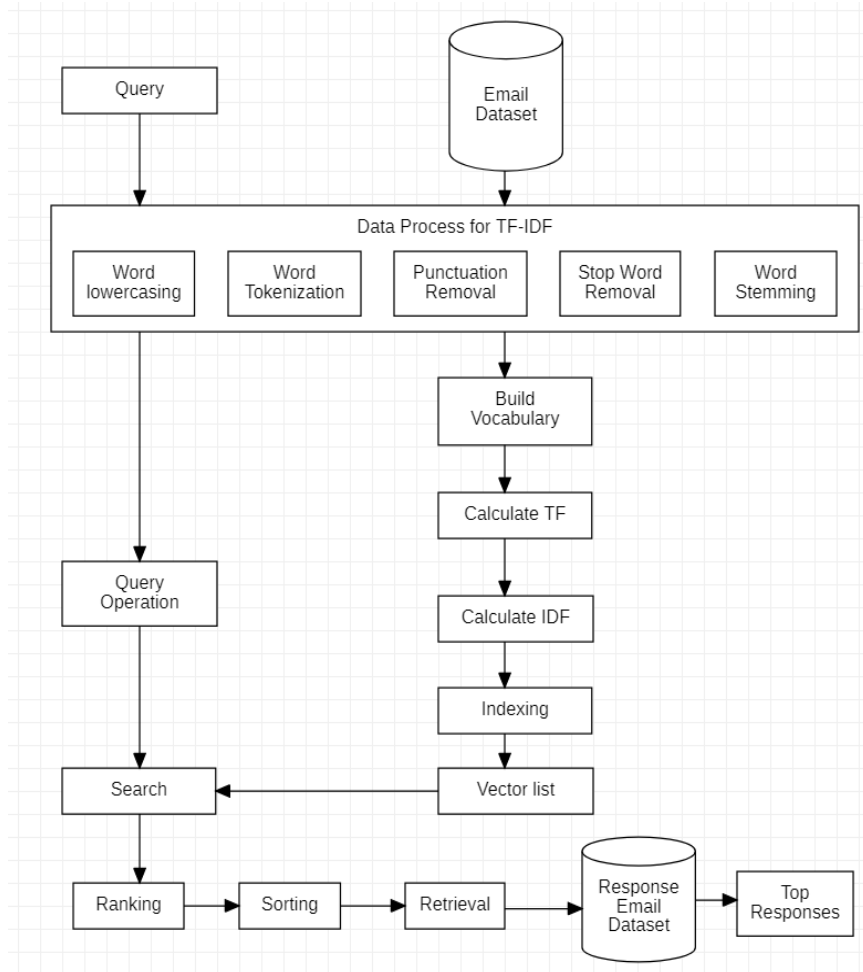 Query
Email
Dataset
Data Process for TF-IDF
Word
lowercasing
Word
Tokenization
Punctuation
Removal
Stop Word
Removal
Word
Stemming
Build
Vocabulary
Calculate TF
Query
Operation
Calculate IDF
Indexing
Search
Vector list
Ranking
Sorting
Retrieval
Response
Email
Dataset
Top
Responses